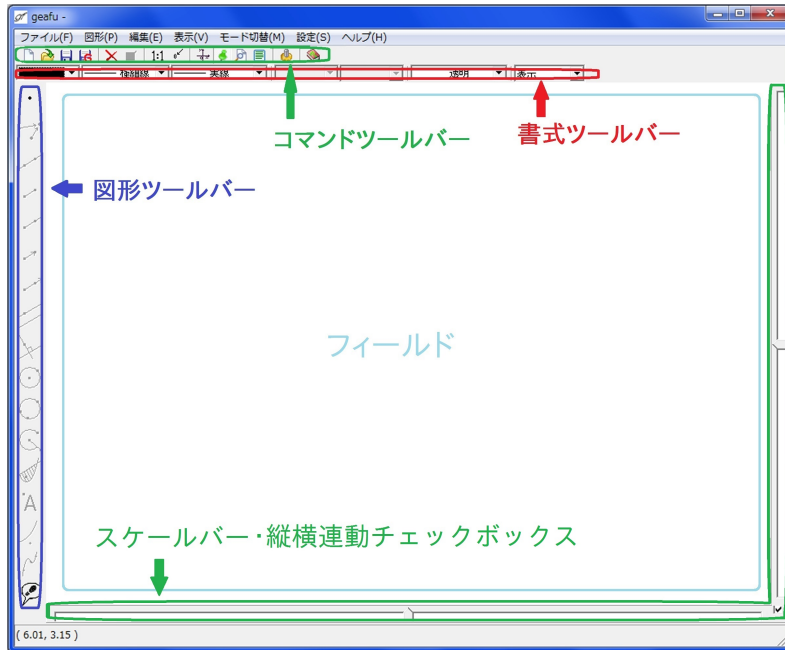 geafu -
ファイル(F) 図形(P) 編集(E) 表示(V) モード切替(M) 設定(S) ヘルプ(H)
1:1
極細線 実線 透明 表示
コマンドツールバー
書式ツールバー
図形ツールバー
フィールド
A
スケールバー・縦横連動チェックボックス
( 6.01, 3.15 )